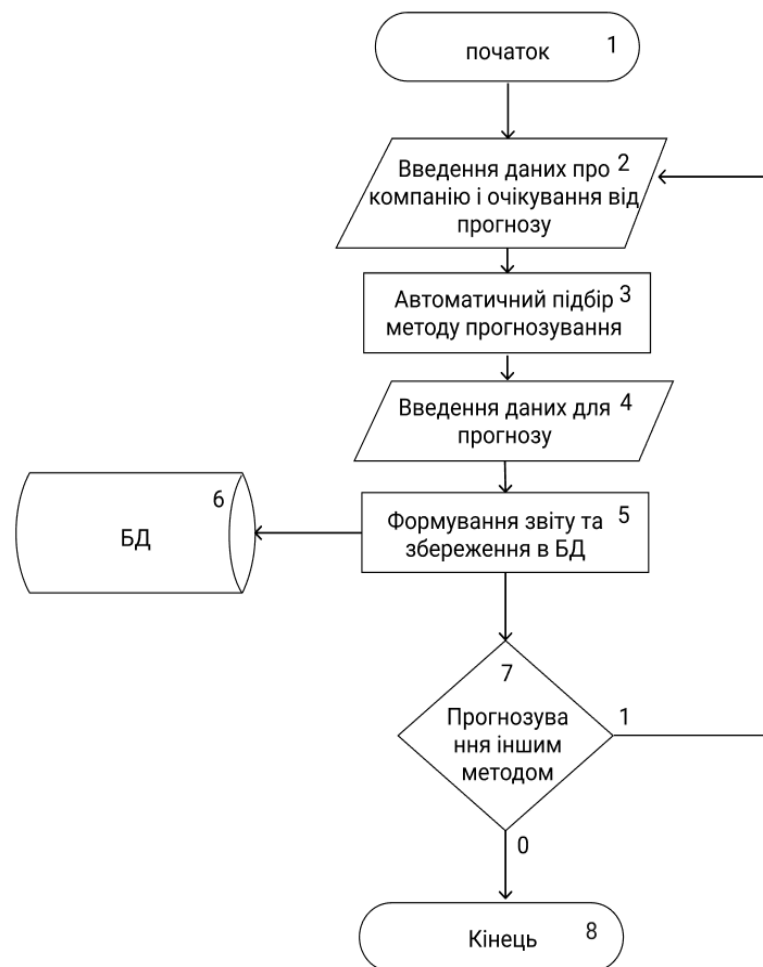 початок 1
Введення даних про 2
компанію і очікування від
прогнозу
Автоматичний підбір 3
методу прогнозування
Введення даних для 4
прогнозу
6
БД
Формування звіту та 5
збереження в БД
7
Прогнозува
ння іншим
методом
1
0
Кінець 8